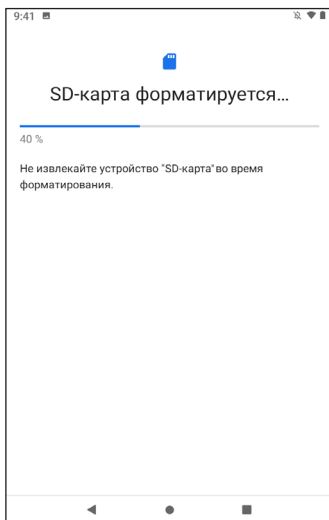 9:41
SD-карта форматируется...
40 %
Не извлекайте устройство "SD-карта" во время
форматирования.